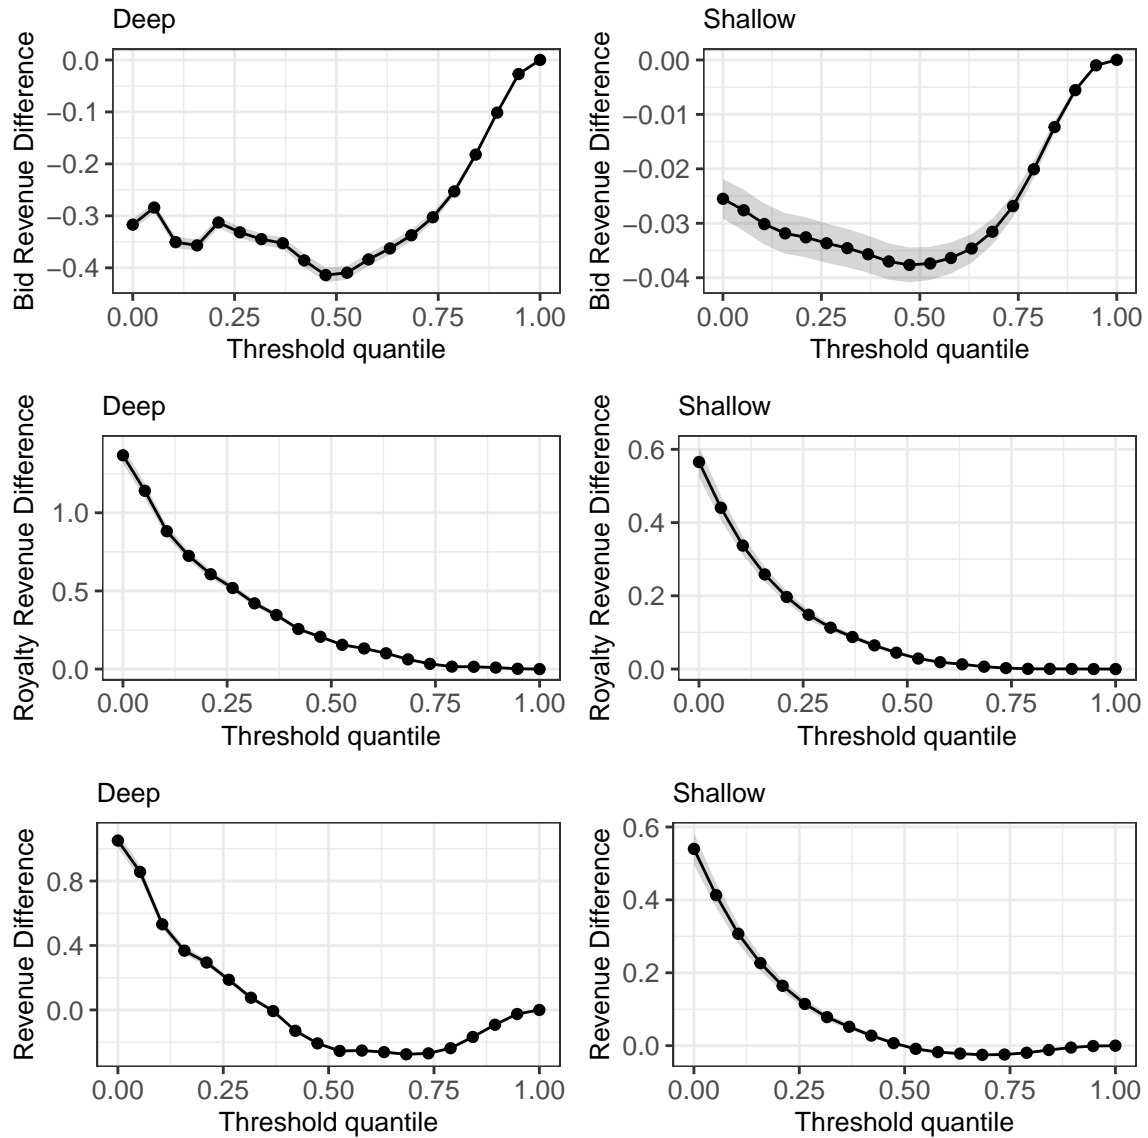 Deep
Bid Revenue Difference
0.0
−0.1
−0.2
−0.3
−0.4
0.00 0.25 0.50 0.75 1.00
Threshold quantile
Shallow
Bid Revenue Difference
0.00
−0.01
−0.02
−0.03
−0.04
0.00 0.25 0.50 0.75 1.00
Threshold quantile
Deep
Royalty Revenue Difference
1.0
0.5
0.0
0.00 0.25 0.50 0.75 1.00
Threshold quantile
Shallow
Royalty Revenue Difference
0.6
0.4
0.2
0.0
0.00 0.25 0.50 0.75 1.00
Threshold quantile
Deep
Revenue Difference
0.8
0.4
0.0
0.00 0.25 0.50 0.75 1.00
Threshold quantile
Shallow
Revenue Difference
0.6
0.4
0.2
0.0
0.00 0.25 0.50 0.75 1.00
Threshold quantile